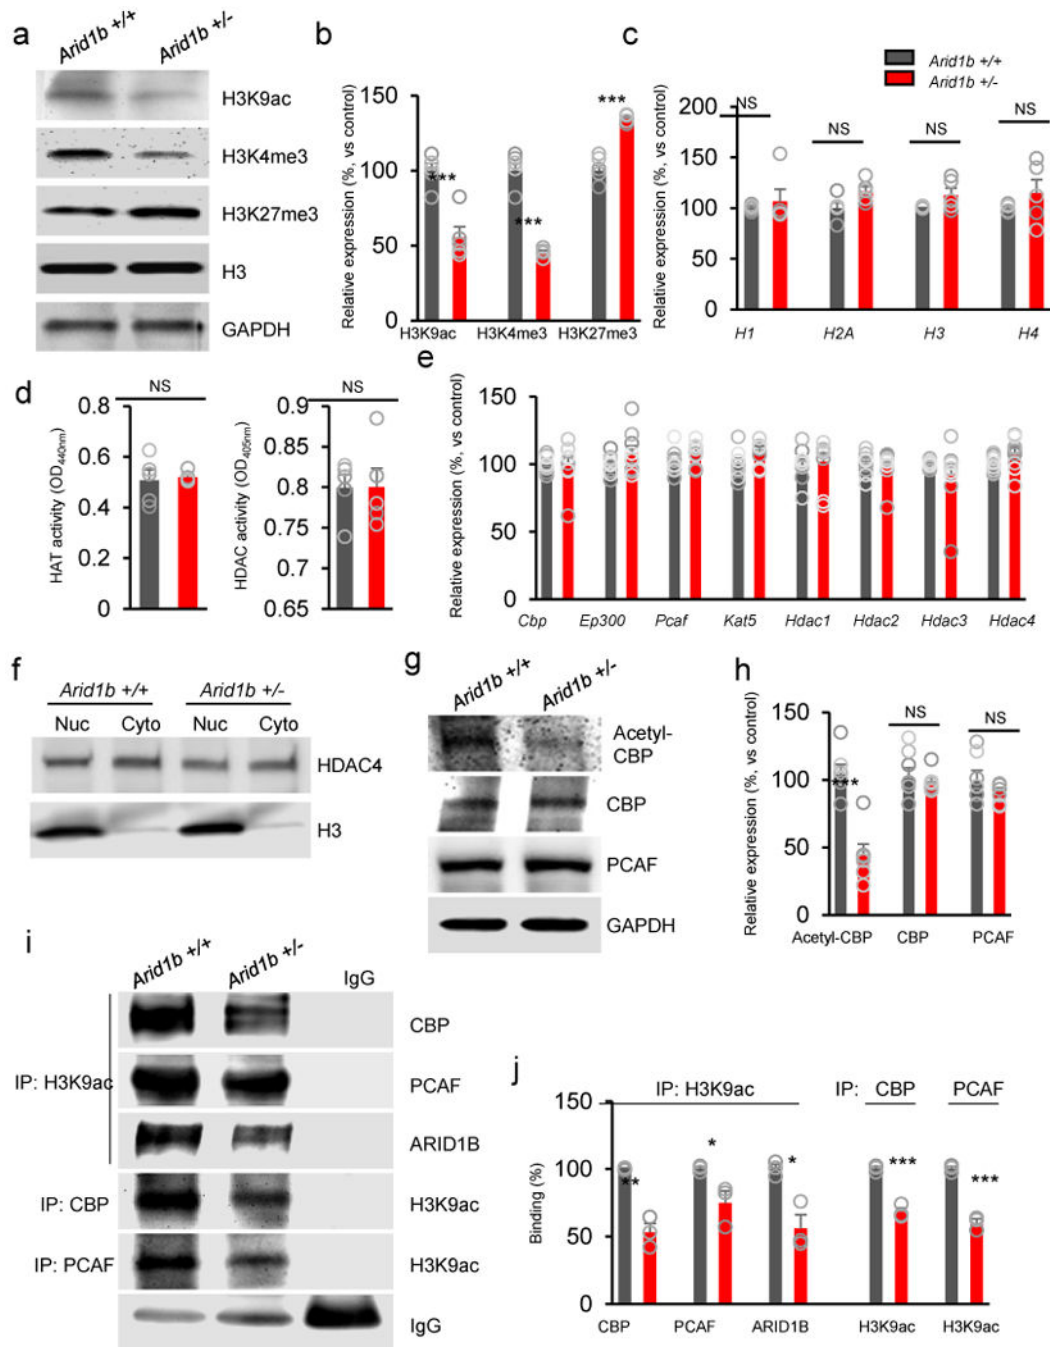 a
Arid1b +/+
Arid1b +/-
H3K9ac
H3K4me3
H3K27me3
H3
GAPDH
b
Relative expression (%, vs control)
150
100
50
0
***
***
***
H3K9ac
H3K4me3
H3K27me3
c
Arid1b +/+
Arid1b +/-
Relative expression (%, vs control)
200
150
100
50
0
NS
NS
NS
NS
H1
H2A
H3
H4
d
HAT activity (OD440nm)
0.8
0.6
0.4
0.2
0
NS
HDAC activity (OD405nm)
0.9
0.85
0.8
0.75
0.7
0.65
NS
e
Relative expression (%, vs control)
150
100
50
0
Cbp
Ep300
Pcaf
Kat5
Hdac1
Hdac2
Hdac3
Hdac4
f
Arid1b +/+
Arid1b +/-
Nuc
Cyto
Nuc
Cyto
HDAC4
H3
g
Arid1b +/+
Arid1b +/-
Acetyl-
CBP
CBP
PCAF
GAPDH
h
Relative expression (%, vs control)
150
100
50
0
***
NS
NS
Acetyl-CBP
CBP
PCAF
i
Arid1b +/+
Arid1b +/-
IgG
IP: H3K9ac
CBP
PCAF
ARID1B
IP: CBP
H3K9ac
IP: PCAF
H3K9ac
IgG
j
IP: H3K9ac
IP:
CBP
PCAF
Binding (%)
150
100
50
0
**
*
*
***
***
CBP
PCAF
ARID1B
H3K9ac
H3K9ac